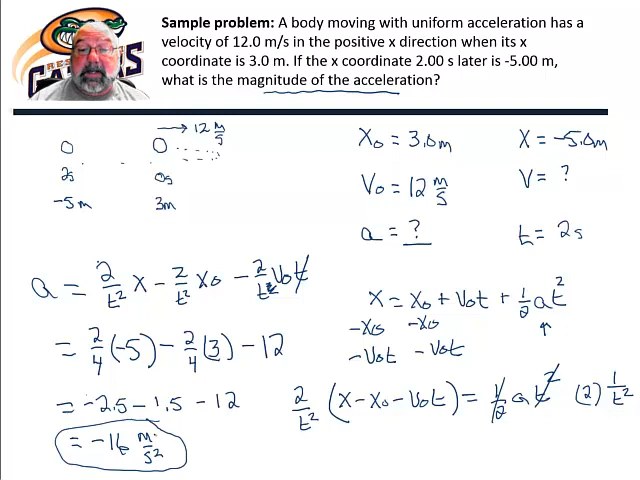 Sample problem: A body moving with uniform acceleration has a
velocity of 12.0 m/s in the positive x direction when its x
coordinate is 3.0 m. If the x coordinate 2.00 s later is -5.00 m,
what is the magnitude of the acceleration?
→ 12 m/s
2s 0s
-5m 3m
x₀ = 3.0m x = -5.0m
v₀ = 12 m/s v = ?
a = ? t = 2s
a = 2/t² x - 2/t² x₀ - 2/t² v₀t
= 2/4 (-5) - 2/4 (3) - 12
= -2.5 - 1.5 - 12
= -16 m/s²
x = x₀ + v₀t + 1/2 at²
-x₀ -x₀
-v₀t -v₀t
2/t² (x - x₀ - v₀t) = 1/2 at² (2) 1/t²